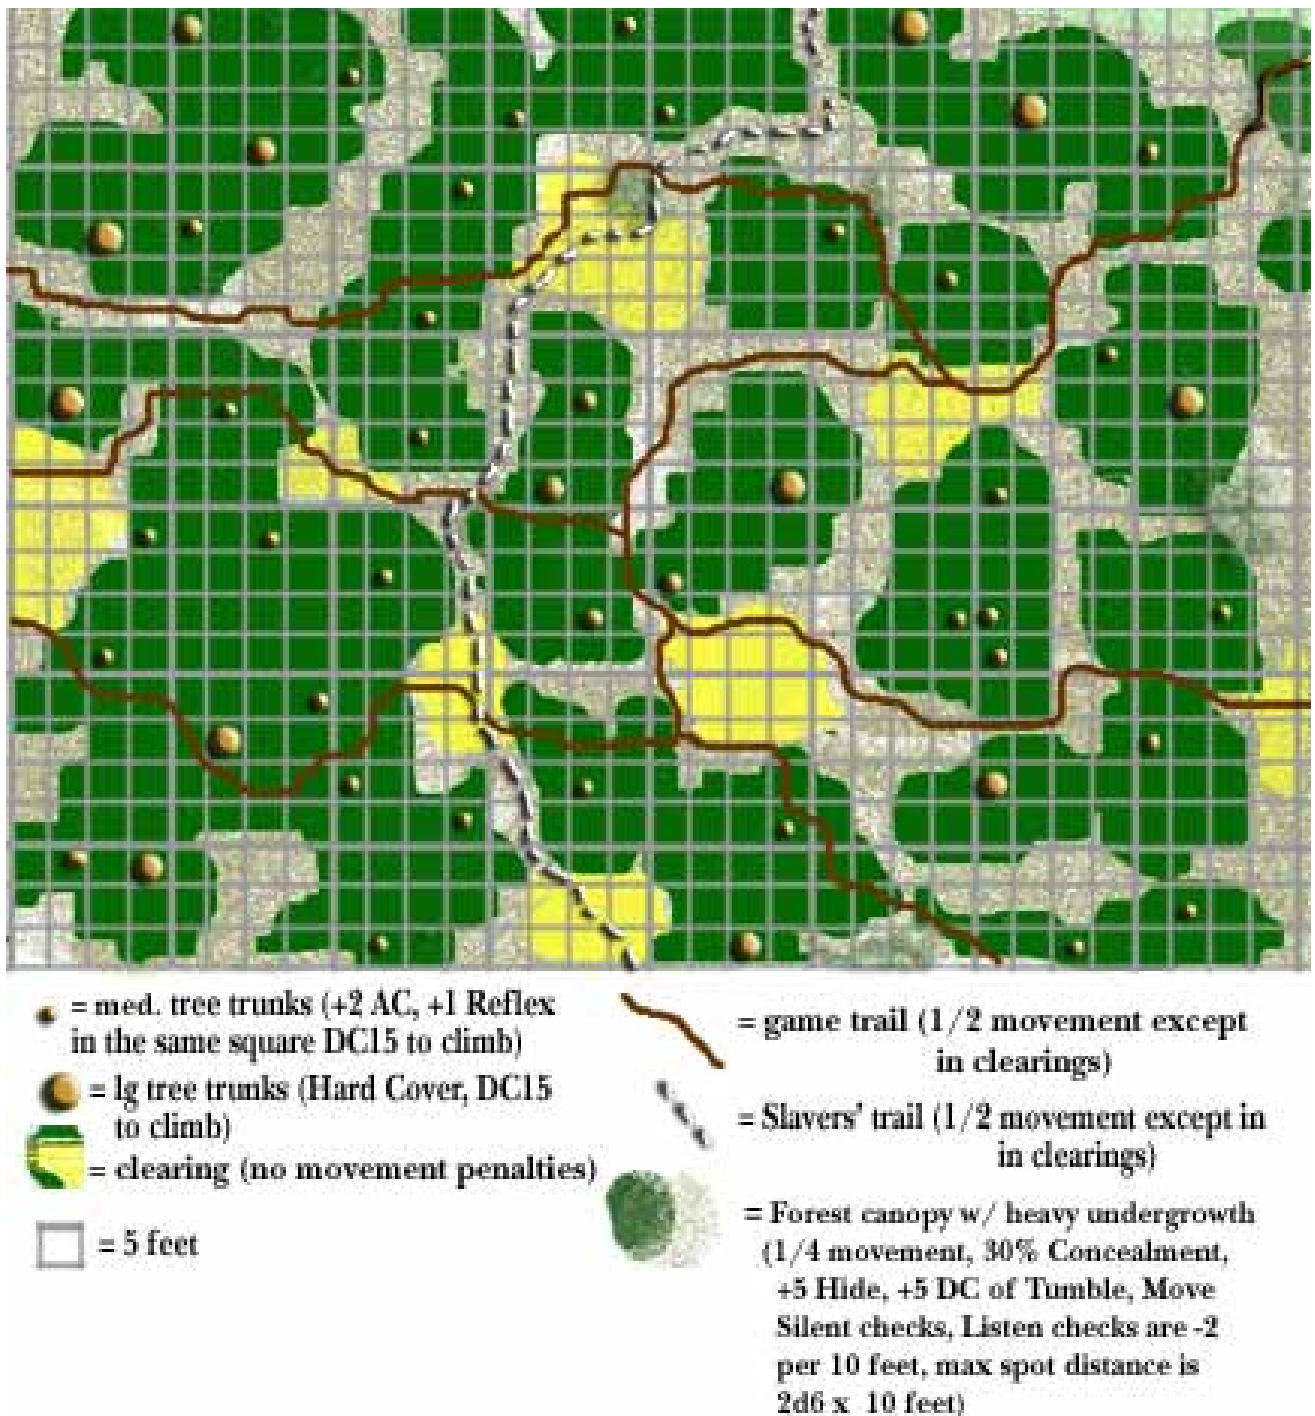 = med. tree trunks (+2 AC, +1 Reflex
in the same square DC15 to climb)
= lg tree trunks (Hard Cover, DC15
to climb)
= clearing (no movement penalties)
= 5 feet
= game trail (1/2 movement except
in clearings)
= Slavers' trail (1/2 movement except in
in clearings)
= Forest canopy w/ heavy undergrowth
(1/4 movement, 30% Concealment,
+5 Hide, +5 DC of Tumble, Move
Silent checks, Listen checks are -2
per 10 feet, max spot distance is
2d6 x 10 feet)